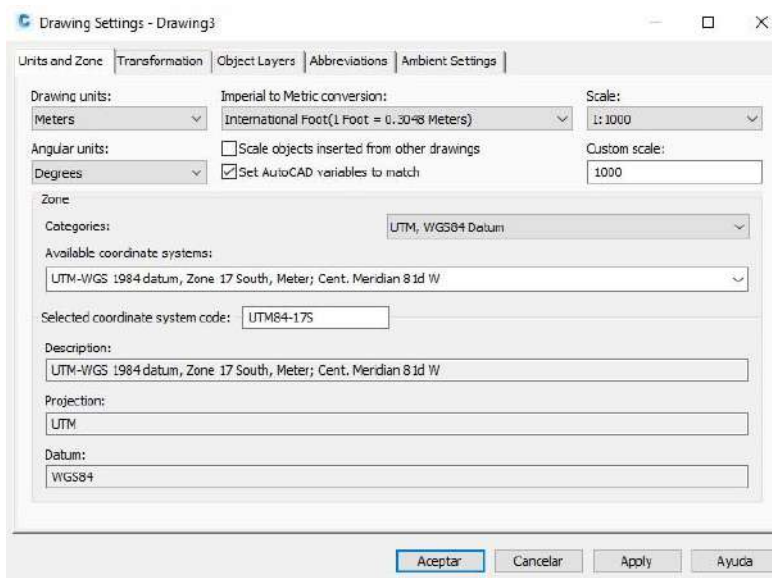 Drawing Settings - Drawing3
Units and Zone Transformation Object Layers Abbreviations Ambient Settings
Drawing units: Imperial to Metric conversion: Scale:
Meters International Foot(1 Foot = 0.3048 Meters) 1:1000
Angular units: Scale objects inserted from other drawings Custom scale:
Degrees Set AutoCAD variables to match 1000
Zone
Categories: UTM, WGS84 Datum
Available coordinate systems:
UTM-WGS 1984 datum, Zone 17 South, Meter; Cent. Meridian 81d W
Selected coordinate system code: UTM84-17S
Description:
UTM-WGS 1984 datum, Zone 17 South, Meter; Cent. Meridian 81d W
Projection:
UTM
Datum:
WGS84
Aceptar Cancelar Apply Ayuda